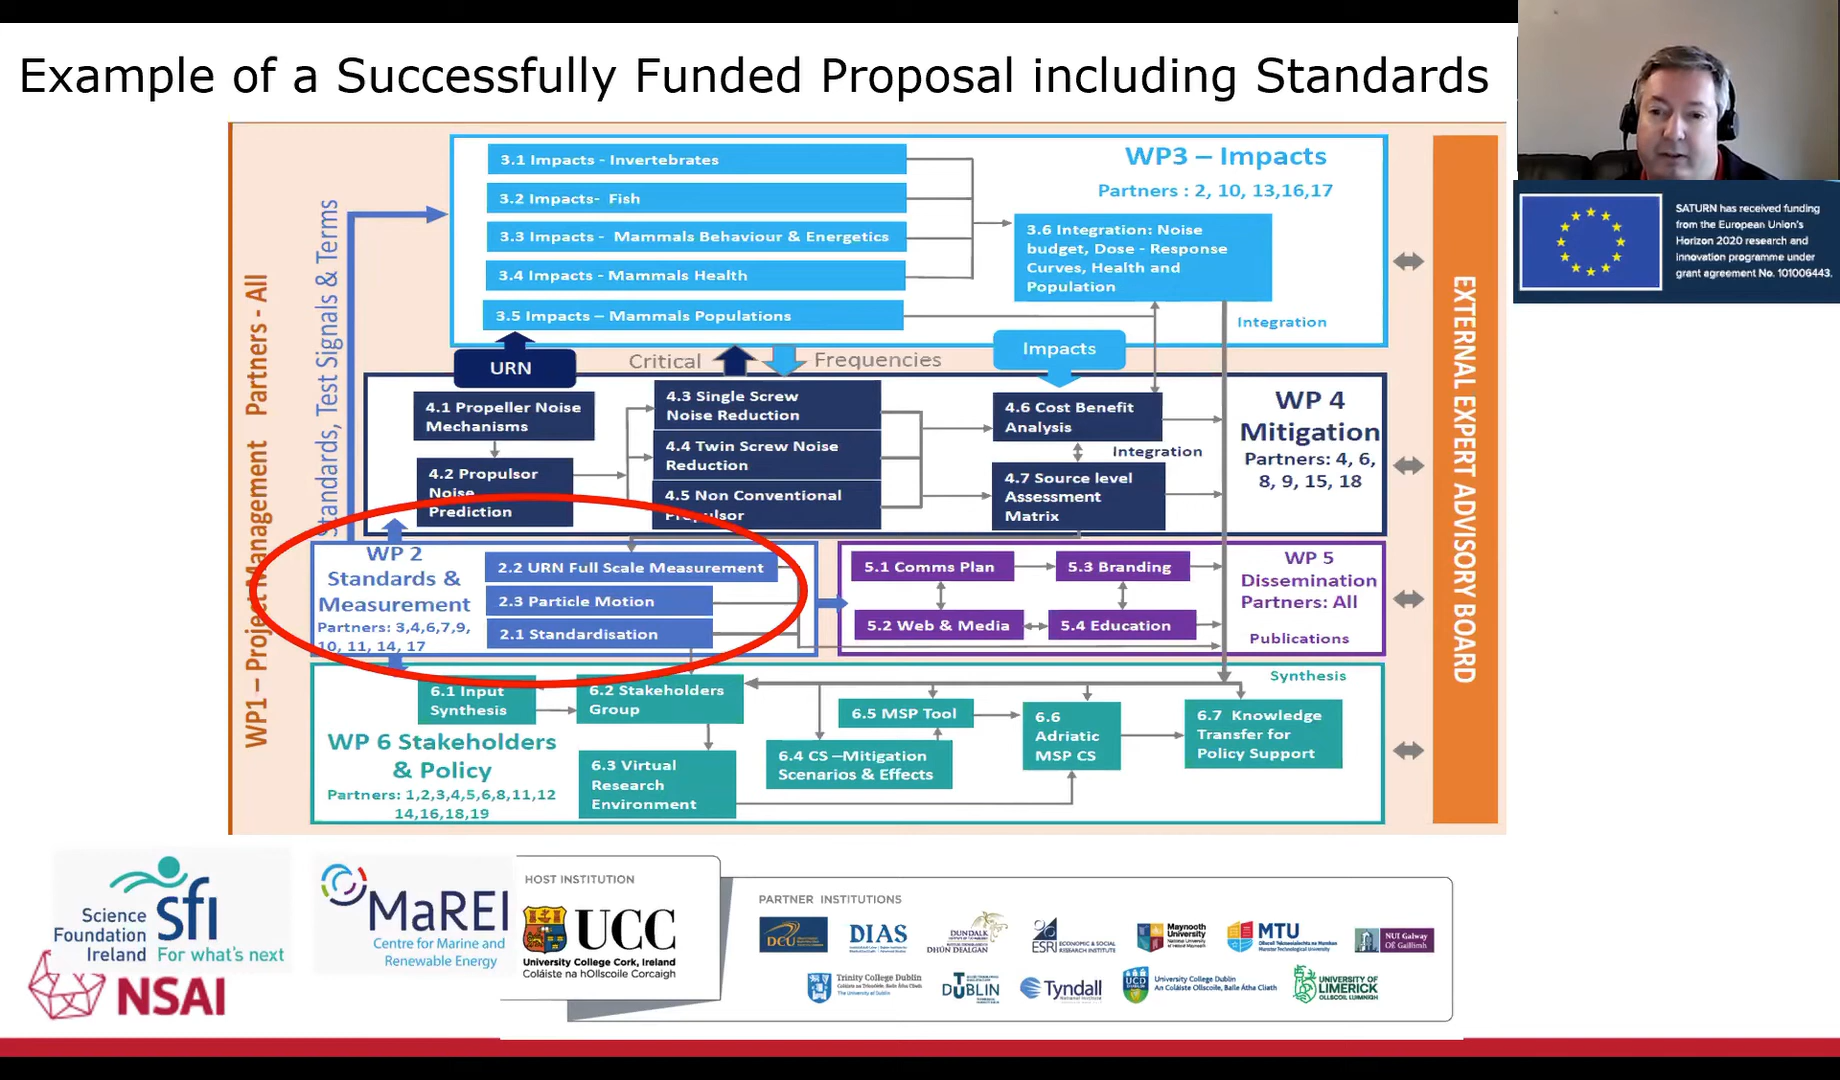 Example of a Successfully Funded Proposal including Standards
SATURN has received funding
from the European Union's
Horizon 2020 research and
innovation programme under
grant agreement No. 101006443.
WP1 – Project Management Partners - All
Standards, Test Signals & Terms
3.1 Impacts - Invertebrates
3.2 Impacts- Fish
3.3 Impacts - Mammals Behaviour & Energetics
3.4 Impacts - Mammals Health
3.5 Impacts – Mammals Populations
WP3 – Impacts
Partners : 2, 10, 13,16,17
3.6 Integration: Noise
budget, Dose - Response
Curves, Health and
Population
Integration
URN
Critical
Frequencies
Impacts
4.1 Propeller Noise
Mechanisms
4.2 Propulsor
Noise
Prediction
4.3 Single Screw
Noise Reduction
4.4 Twin Screw Noise
Reduction
4.5 Non Conventional
Propulsor
4.6 Cost Benefit
Analysis
Integration
4.7 Source level
Assessment
Matrix
WP 4
Mitigation
Partners: 4, 6,
8, 9, 15, 18
WP 2
Standards &
Measurement
Partners: 3,4,6,7,9,
10, 11, 14, 17
2.2 URN Full Scale Measurement
2.3 Particle Motion
2.1 Standardisation
5.1 Comms Plan
5.3 Branding
5.2 Web & Media
5.4 Education
WP 5
Dissemination
Partners: All
Publications
6.1 Input
Synthesis
6.2 Stakeholders
Group
WP 6 Stakeholders
& Policy
Partners: 1,2,3,4,5,6,8,11,12
14,16,18,19
6.3 Virtual
Research
Environment
6.5 MSP Tool
6.4 CS –Mitigation
Scenarios & Effects
6.6
Adriatic
MSP CS
Synthesis
6.7 Knowledge
Transfer for
Policy Support
EXTERNAL EXPERT ADVISORY BOARD
Science
Foundation
Ireland
sfi
For what's next
NSAI
MaREI
Centre for Marine and
Renewable Energy
HOST INSTITUTION
UCC
University College Cork, Ireland
Coláiste na hOllscoile Corcaigh
PARTNER INSTITUTIONS
DCU
DIAS
DUNDALK
DHÚN DEALGAN
ESRI
ECONOMIC & SOCIAL
RESEARCH INSTITUTE
Maynooth
University
MTU
NUI Galway
OÉ Gaillimh
Trinity College Dublin
The University of Dublin
DUBLIN
Tyndall
National Institute
UCD
University College Dublin
An Coláiste Ollscoile, Baile Átha Cliath
UNIVERSITY OF
LIMERICK
OLLSCOIL LUIMNIGH